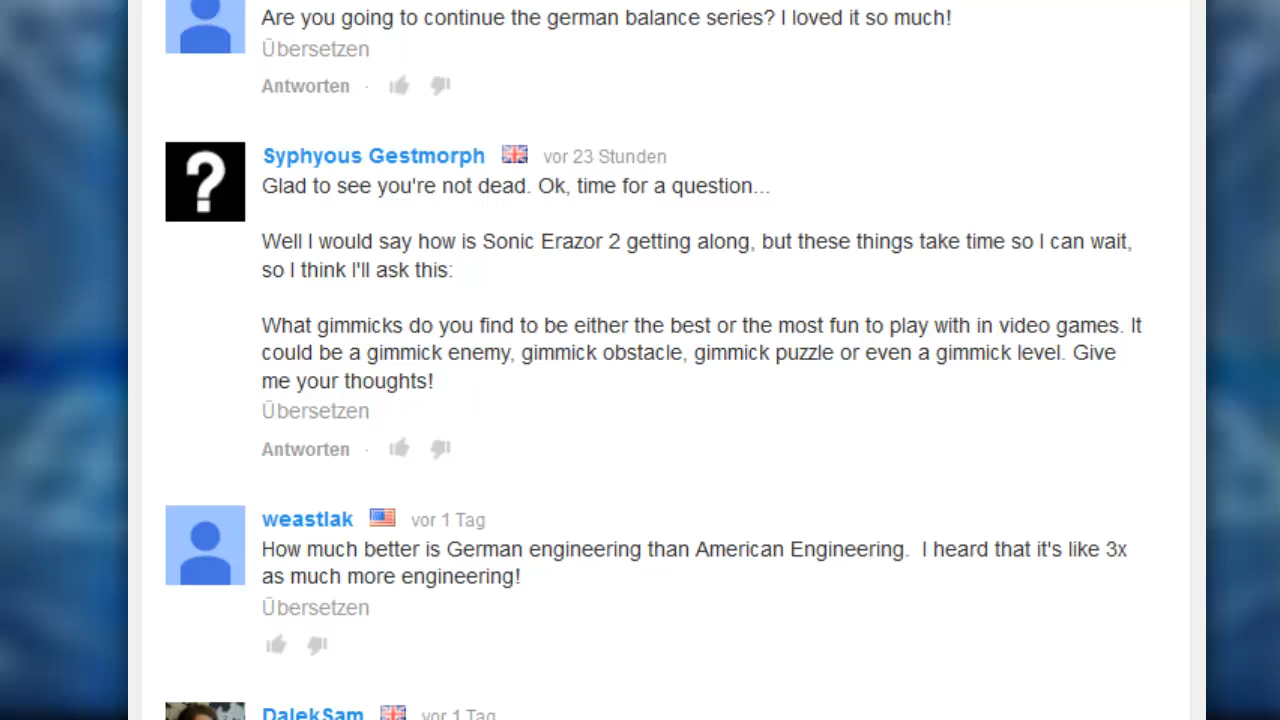 Are you going to continue the german balance series? I loved it so much!
Übersetzen
Antworten ·
Syphyous Gestmorph vor 23 Stunden
Glad to see you're not dead. Ok, time for a question...
Well I would say how is Sonic Erazor 2 getting along, but these things take time so I can wait,
so I think I'll ask this:
What gimmicks do you find to be either the best or the most fun to play with in video games. It
could be a gimmick enemy, gimmick obstacle, gimmick puzzle or even a gimmick level. Give
me your thoughts!
Übersetzen
Antworten ·
weastlak vor 1 Tag
How much better is German engineering than American Engineering. I heard that it's like 3x
as much more engineering!
Übersetzen
DalekSam vor 1 Tag